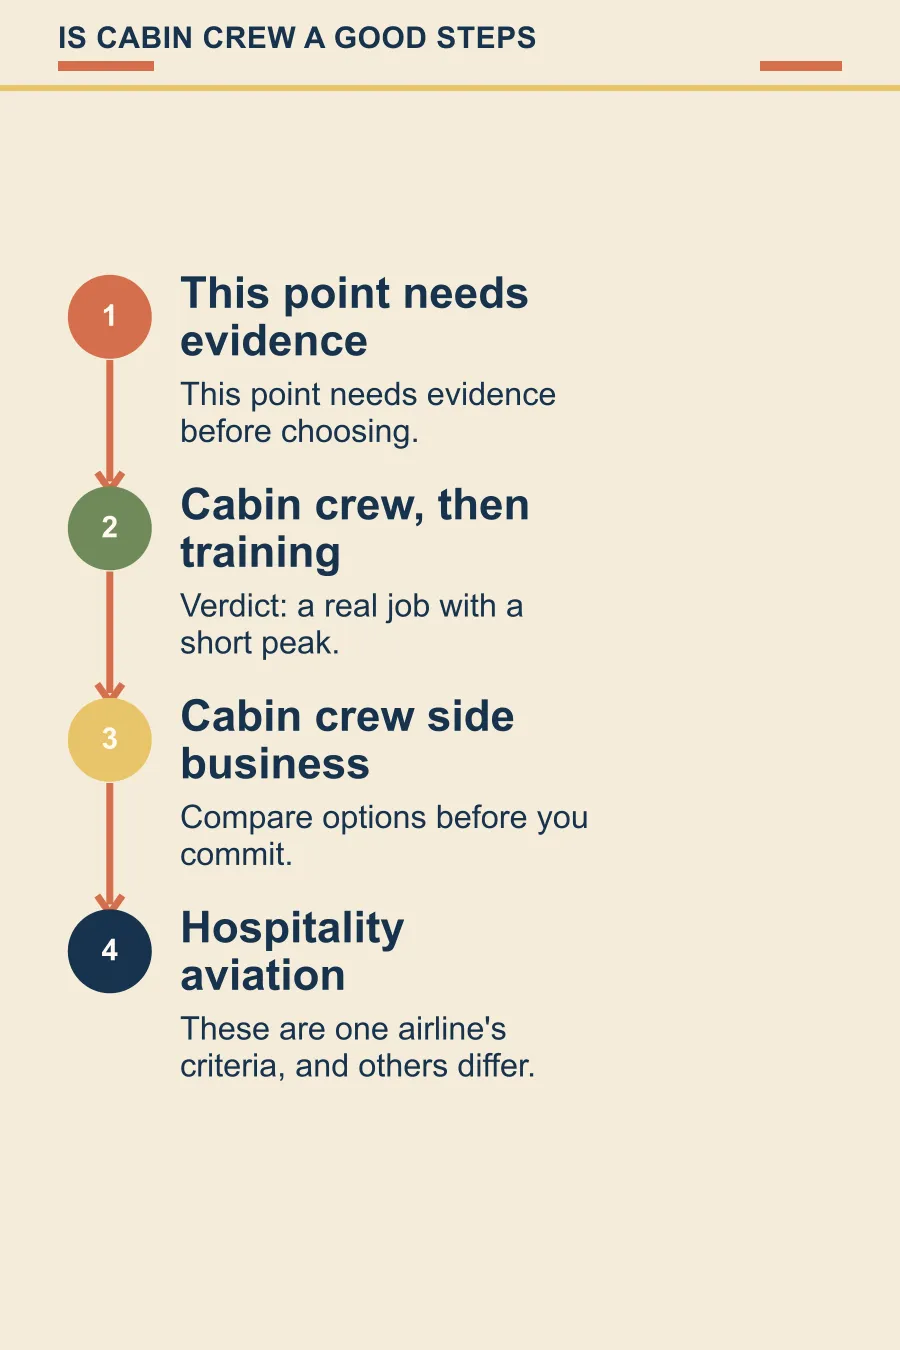 IS CABIN CREW A GOOD STEPS
1
This point needs
evidence
This point needs evidence
before choosing.
2
Cabin crew, then
training
Verdict: a real job with a
short peak.
3
Cabin crew side
business
Compare options before you
commit.
4
Hospitality
aviation
These are one airline's
criteria, and others differ.